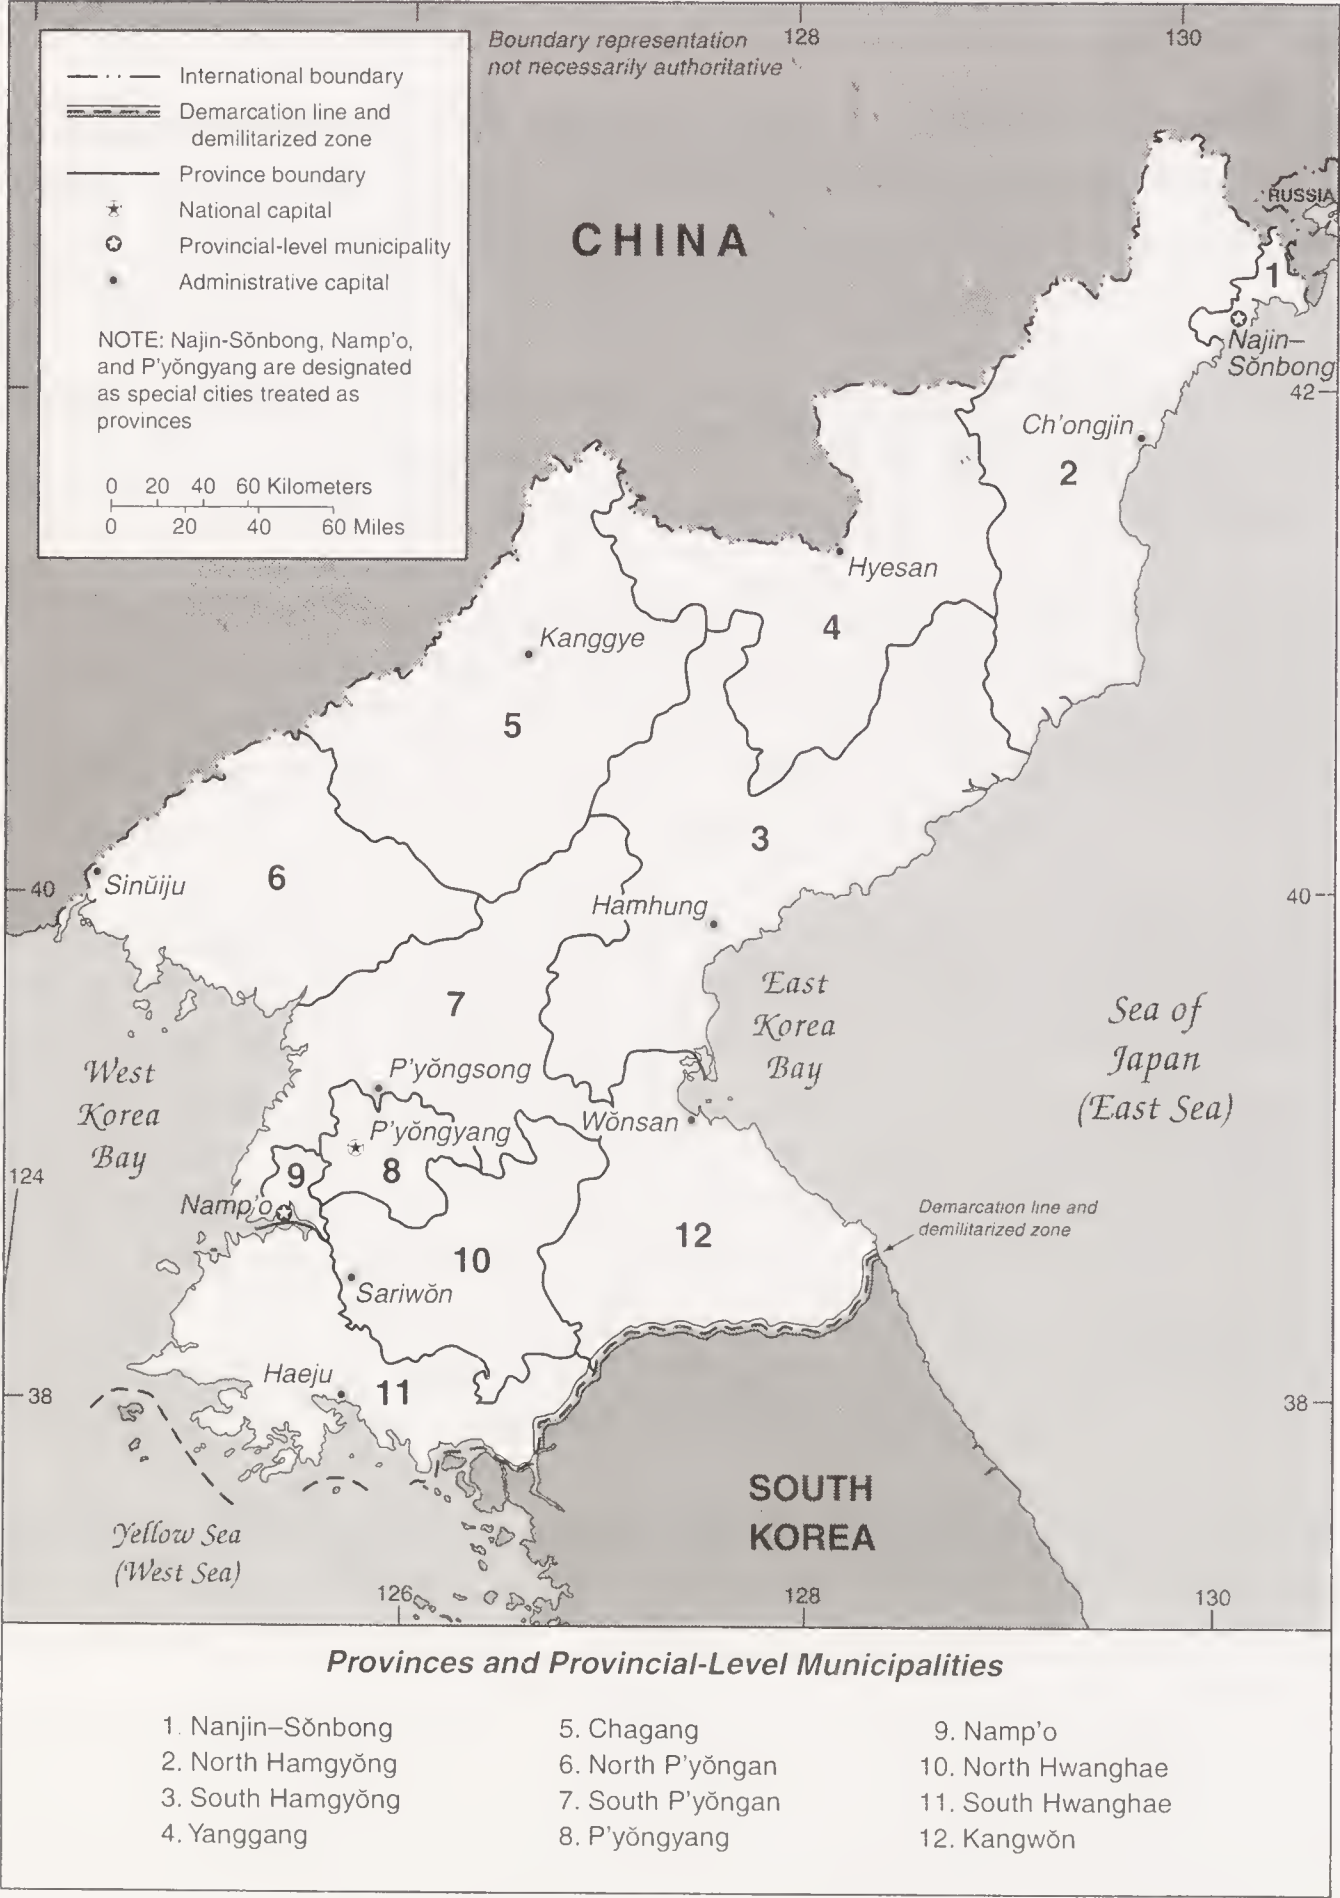 Boundary representation
not necessarily authoritative
128
130
International boundary
Demarcation line and
demilitarized zone
Province boundary
National capital
Provincial-level municipality
Administrative capital
NOTE: Najin-Sŏnbong, Namp'o,
and P'yŏngyang are designated
as special cities treated as
provinces
0 20 40 60 Kilometers
0 20 40 60 Miles
CHINA
RUSSIA
1
Najin–
Sŏnbong
42
Ch'ongjin
2
Hyesan
4
Kanggye
5
3
6
Sinŭiju
40
40
Hamhung
7
East
Korea
Bay
Sea of
Japan
(East Sea)
West
Korea
Bay
P'yŏngsong
P'yŏngyang
Wŏnsan
8
9
124
Namp'o
12
Demarcation line and
demilitarized zone
10
Sariwŏn
Haeju
11
38
38
SOUTH
KOREA
Yellow Sea
(West Sea)
126
128
130
Provinces and Provincial-Level Municipalities
1. Nanjin–Sŏnbong
2. North Hamgyŏng
3. South Hamgyŏng
4. Yanggang
5. Chagang
6. North P'yŏngan
7. South P'yŏngan
8. P'yŏngyang
9. Namp'o
10. North Hwanghae
11. South Hwanghae
12. Kangwŏn